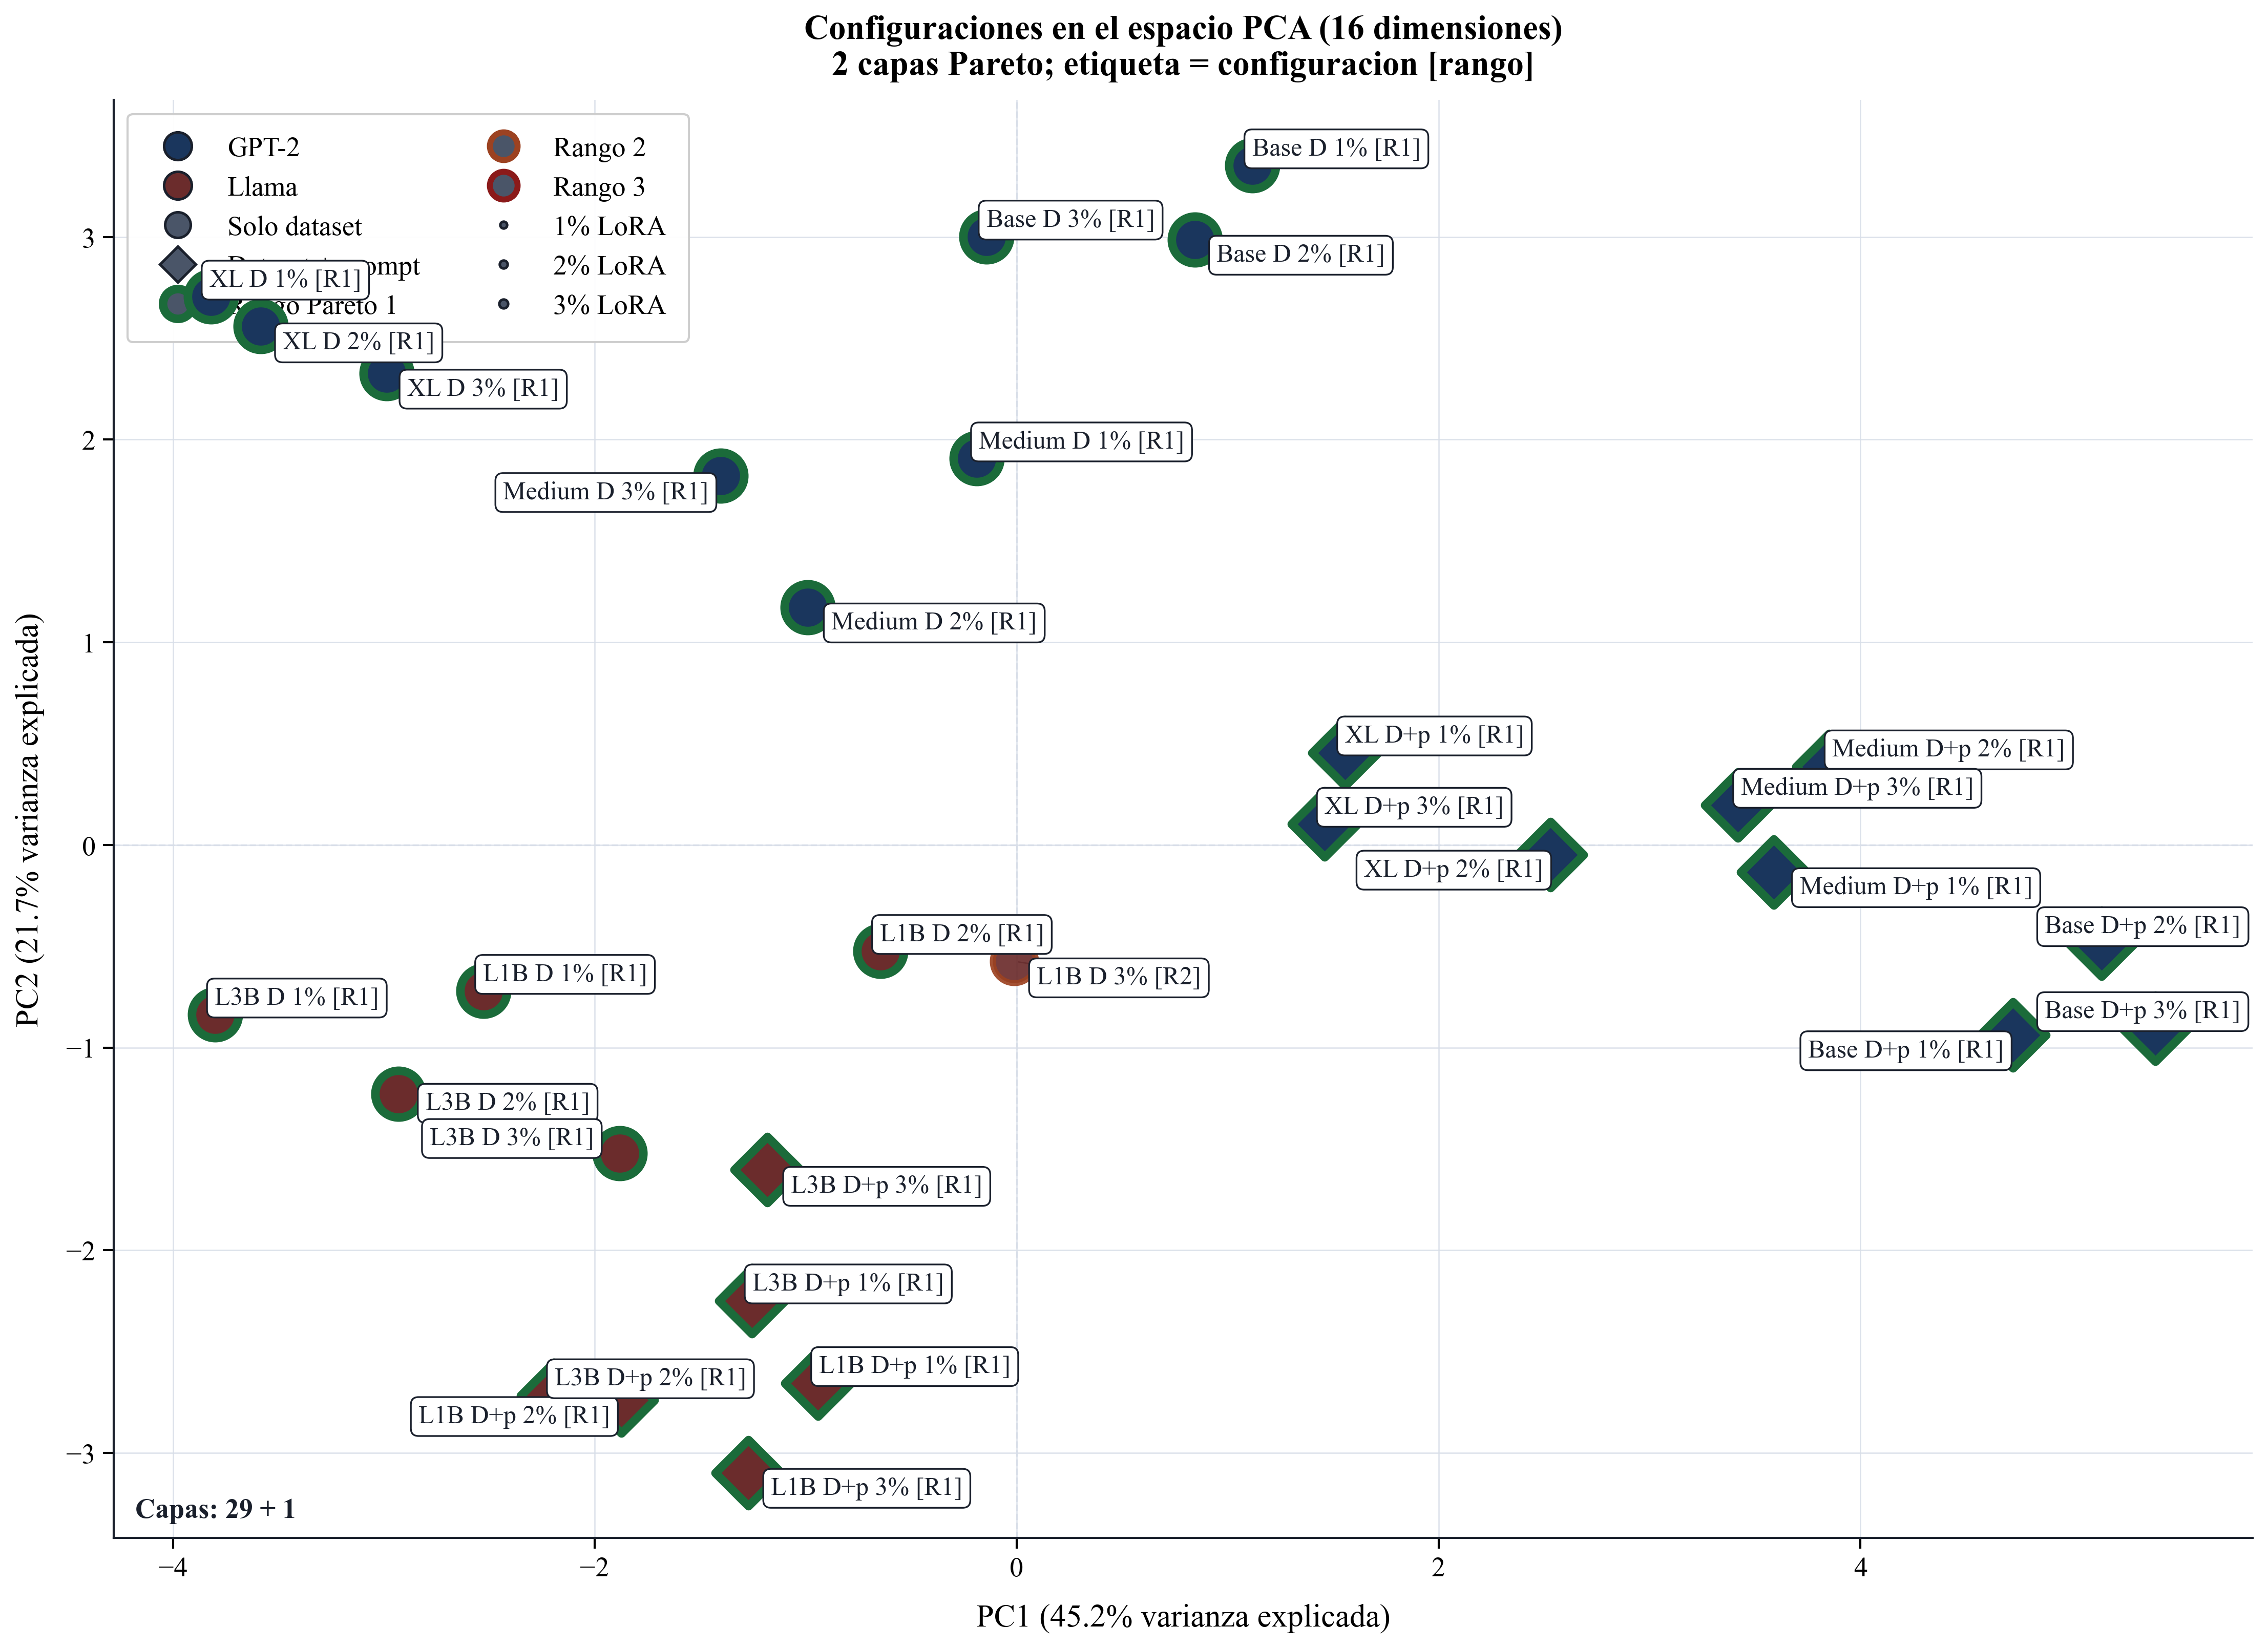 Configuraciones en el espacio PCA (16 dimensiones)
2 capas Pareto; etiqueta = configuracion [rango]
GPT-2
Llama
Solo dataset
ompt
go Pareto 1
Rango 2
Rango 3
1% LoRA
2% LoRA
3% LoRA
Base D 1% [R1]
Base D 3% [R1]
Base D 2% [R1]
XL D 1% [R1]
XL D 2% [R1]
XL D 3% [R1]
Medium D 1% [R1]
Medium D 3% [R1]
Medium D 2% [R1]
XL D+p 1% [R1]
Medium D+p 2% [R1]
Medium D+p 3% [R1]
XL D+p 3% [R1]
XL D+p 2% [R1]
Medium D+p 1% [R1]
Base D+p 2% [R1]
L1B D 2% [R1]
L1B D 3% [R2]
L1B D 1% [R1]
L3B D 1% [R1]
Base D+p 3% [R1]
Base D+p 1% [R1]
L3B D 2% [R1]
L3B D 3% [R1]
L3B D+p 3% [R1]
L3B D+p 1% [R1]
L1B D+p 1% [R1]
L3B D+p 2% [R1]
L1B D+p 2% [R1]
L1B D+p 3% [R1]
Capas: 29 + 1
3
2
1
0
−1
−2
−3
−4
−2
0
2
4
PC1 (45.2% varianza explicada)
PC2 (21.7% varianza explicada)